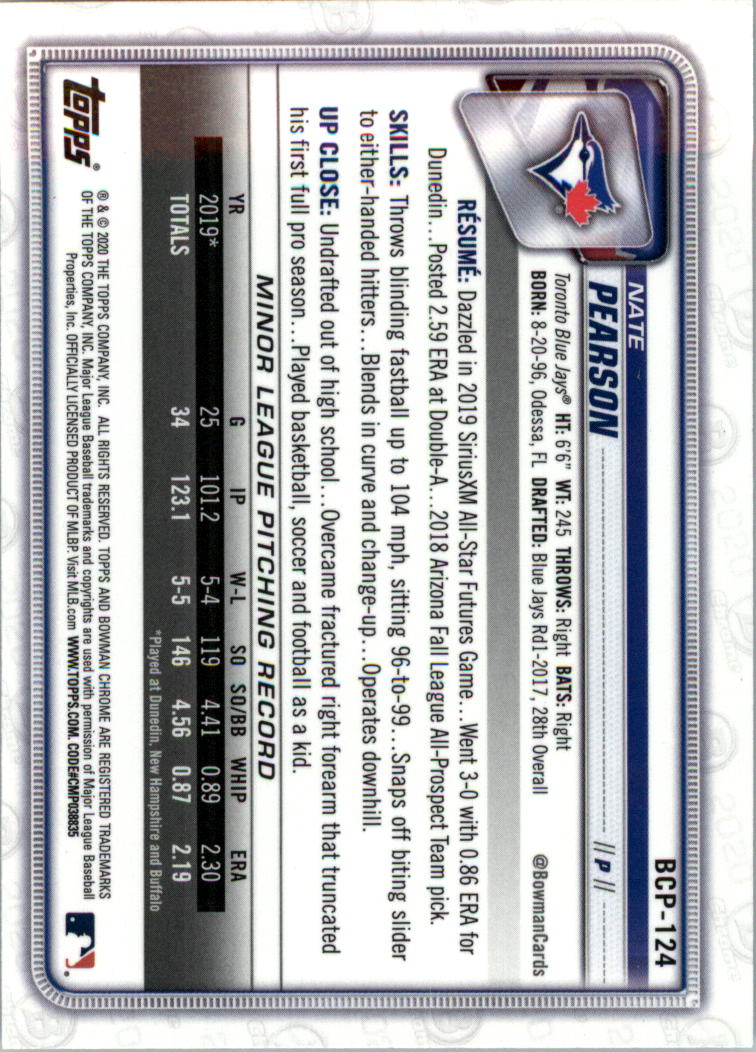 BCP-124
NATE
PEARSON
|| P ||
Toronto Blue Jays® HT: 6'6" WT: 245 THROWS: Right BATS: Right
BORN: 8-20-96, Odessa, FL DRAFTED: Blue Jays Rd1-2017, 28th Overall
@BowmanCards
RÉSUMÉ: Dazzled in 2019 SiriusXM All-Star Futures Game...Went 3-0 with 0.86 ERA for
Dunedin...Posted 2.59 ERA at Double-A...2018 Arizona Fall League All-Prospect Team pick.
SKILLS: Throws blinding fastball up to 104 mph, sitting 96-to-99...Snaps off biting slider
to either-handed hitters...Blends in curve and change-up...Operates downhill.
UP CLOSE: Undrafted out of high school...Overcame fractured right forearm that truncated
his first full pro season...Played basketball, soccer and football as a kid.
MINOR LEAGUE PITCHING RECORD
YR G IP W-L SO SO/BB WHIP ERA
2019* 25 101.2 5-4 119 4.41 0.89 2.30
TOTALS 34 123.1 5-5 146 4.56 0.87 2.19
*Played at Dunedin, New Hampshire and Buffalo
topps®
® & © 2020 THE TOPPS COMPANY, INC. ALL RIGHTS RESERVED. TOPPS AND BOWMAN CHROME ARE REGISTERED TRADEMARKS
OF THE TOPPS COMPANY, INC. Major League Baseball trademarks and copyrights are used with permission of Major League Baseball
Properties, Inc. OFFICIALLY LICENSED PRODUCT OF MLBP. Visit MLB.com WWW.TOPPS.COM. CODE#CMP038835